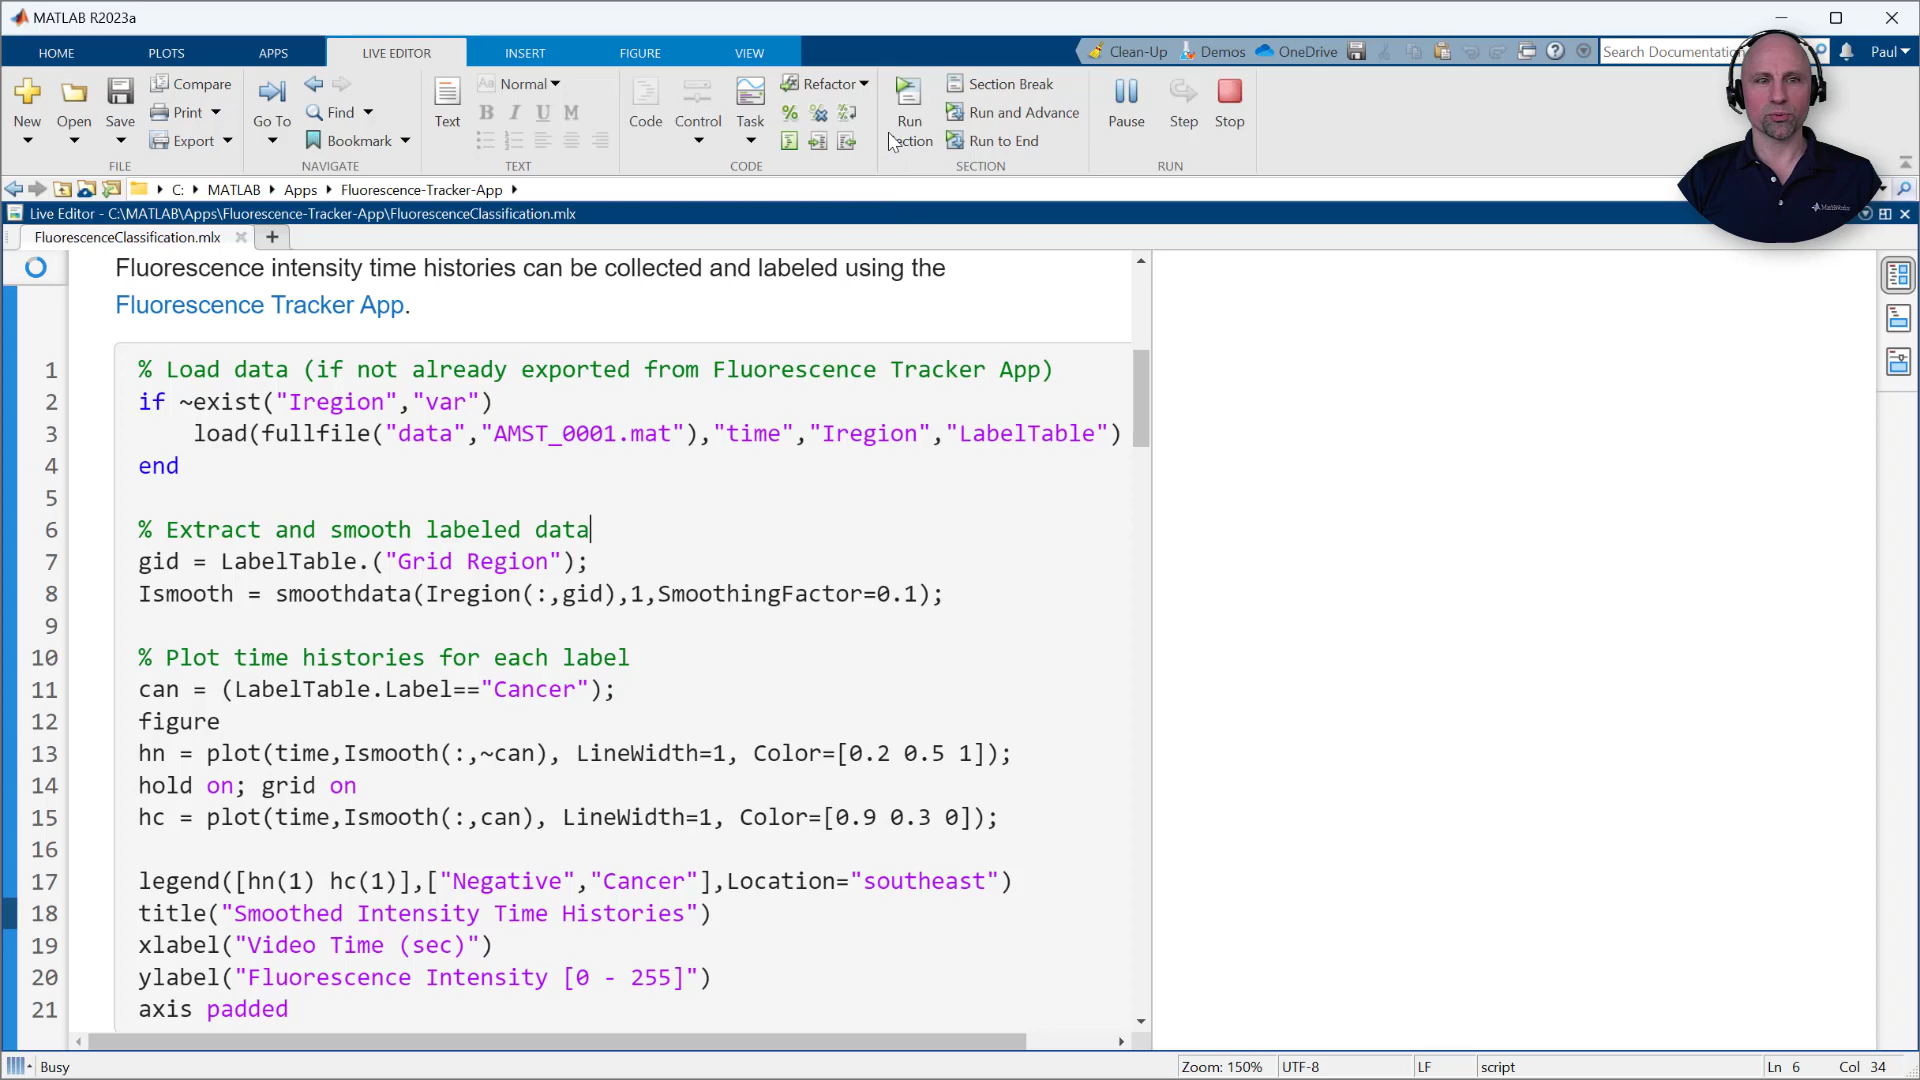 MATLAB R2023a
HOME PLOTS APPS LIVE EDITOR INSERT FIGURE VIEW
Clean-Up Demos OneDrive Search Documentation Paul
New Open Save Compare Print Export
FILE
Go To Find Bookmark
NAVIGATE
Text Normal B I U M
TEXT
Code Control Task Refactor
CODE
Run Section Section Break Run and Advance Run to End
SECTION
Pause Step Stop
RUN
C: MATLAB Apps Fluorescence-Tracker-App
Live Editor - C:\MATLAB\Apps\Fluorescence-Tracker-App\FluorescenceClassification.mlx
FluorescenceClassification.mlx
Fluorescence intensity time histories can be collected and labeled using the
Fluorescence Tracker App.
1 % Load data (if not already exported from Fluorescence Tracker App)
2 if ~exist("Iregion","var")
3 load(fullfile("data","AMST_0001.mat"),"time","Iregion","LabelTable")
4 end
5
6 % Extract and smooth labeled data
7 gid = LabelTable.("Grid Region");
8 Ismooth = smoothdata(Iregion(:,gid),1,SmoothingFactor=0.1);
9
10 % Plot time histories for each label
11 can = (LabelTable.Label=="Cancer");
12 figure
13 hn = plot(time,Ismooth(:,~can), LineWidth=1, Color=[0.2 0.5 1]);
14 hold on; grid on
15 hc = plot(time,Ismooth(:,can), LineWidth=1, Color=[0.9 0.3 0]);
16
17 legend([hn(1) hc(1)],["Negative","Cancer"],Location="southeast")
18 title("Smoothed Intensity Time Histories")
19 xlabel("Video Time (sec)")
20 ylabel("Fluorescence Intensity [0 - 255]")
21 axis padded
Busy Zoom: 150% UTF-8 LF script Ln 6 Col 34